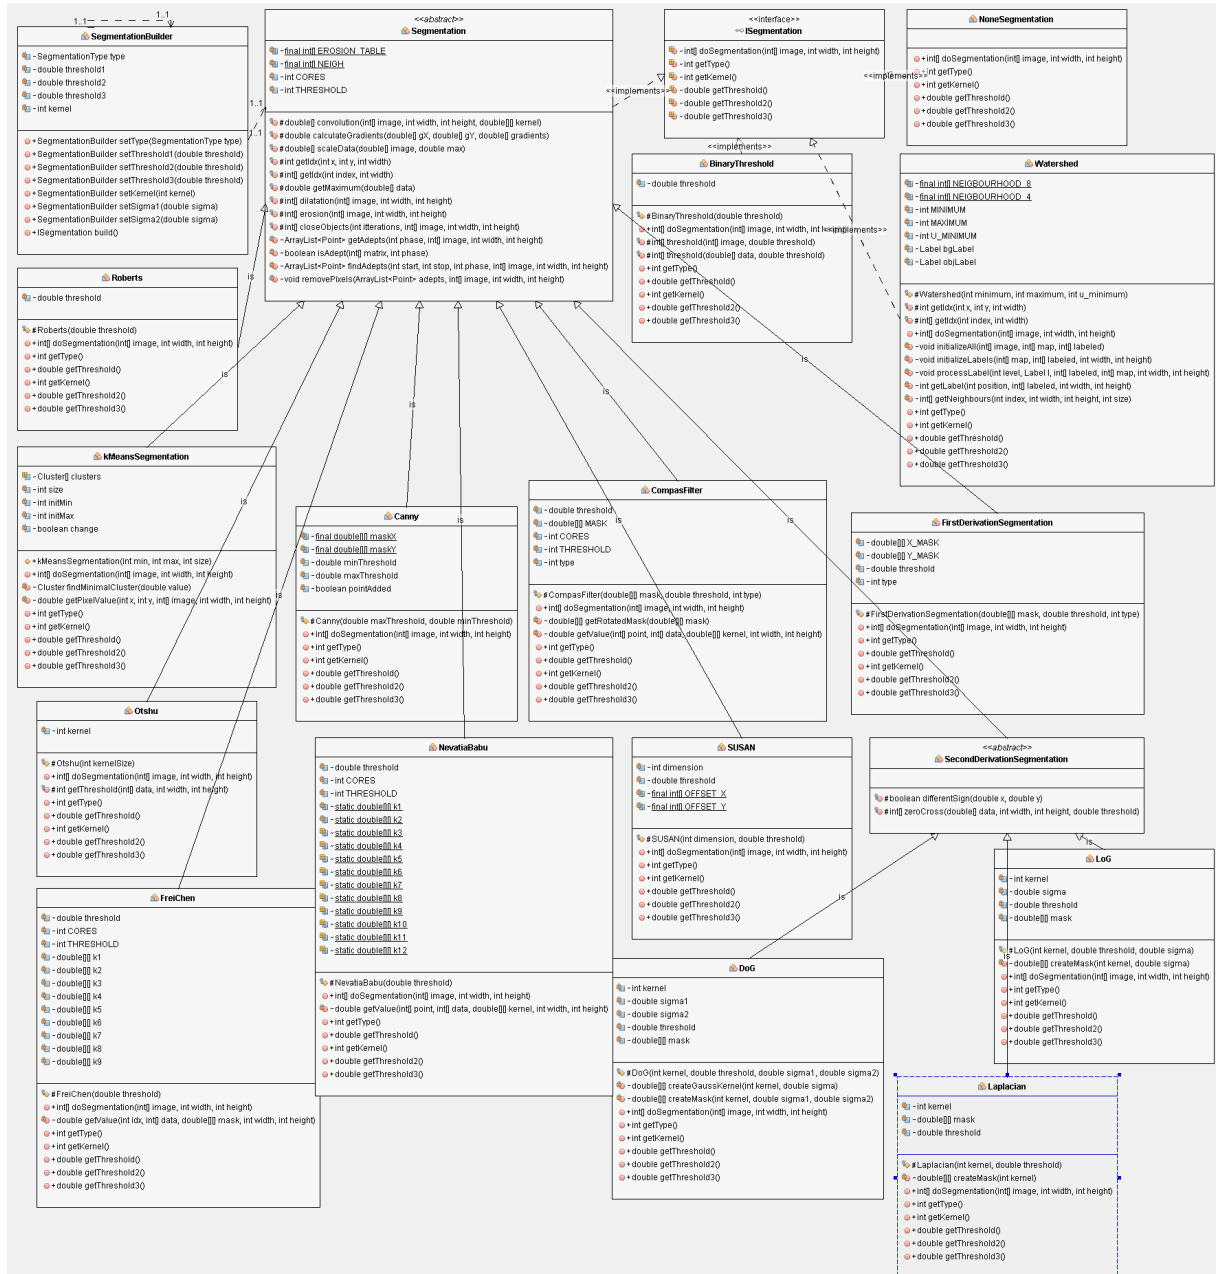 1..1
1..1
SegmentationBuilder
-SegmentationType type
-double threshold1
-double threshold2
-double threshold3
-int kernel
+SegmentationBuilder setType(SegmentationType type)
+SegmentationBuilder setThreshold1(double threshold)
+SegmentationBuilder setThreshold2(double threshold)
+SegmentationBuilder setThreshold3(double threshold)
+SegmentationBuilder setKernel(int kernel)
+SegmentationBuilder setSigma1(double sigma)
+SegmentationBuilder setSigma2(double sigma)
+ISegmentation build()
1..1
1..1
<<abstract>>
Segmentation
-final int[] EROSION_TABLE
-final int[] NEIGH
-int CORES
-int THRESHOLD
#double[] convolution(int[] image, int width, int height, double[][] kernel)
#double calculateGradients(double[] gX, double[] gY, double[] gradients)
#double[] scaleData(double[] image, double max)
#int getIdx(int x, int y, int width)
#int[] getIdx(int index, int width)
#double getMaximum(double[] data)
#int[] dilatation(int[] image, int width, int height)
#int[] erosion(int[] image, int width, int height)
#int[] closeObjects(int itterations, int[] image, int width, int height)
-ArrayList<Point> getAdepts(int phase, int[] image, int width, int height)
-boolean isAdept(int[] matrix, int phase)
-ArrayList<Point> findAdepts(int start, int stop, int phase, int[] image, int width, int height)
-void removePixels(ArrayList<Point> adepts, int[] image, int width, int height)
<<implements>>
<<interface>>
ISegmentation
-int[] doSegmentation(int[] image, int width, int height)
-int getType()
-int getKernel()
-double getThreshold()
-double getThreshold2()
-double getThreshold3()
<<implements>>
NoneSegmentation
+int[] doSegmentation(int[] image, int width, int height)
+int getType()
+int getKernel()
+double getThreshold()
+double getThreshold2()
+double getThreshold3()
<<implements>>
BinaryThreshold
-double threshold
#BinaryThreshold(double threshold)
+int[] doSegmentation(int[] image, int width, int height)
#int[] threshold(int[] image, double threshold)
#int[] threshold(double[] data, double threshold)
+int getType()
+double getThreshold()
+int getKernel()
+double getThreshold2()
+double getThreshold3()
<<implements>>
Watershed
-final int[] NEIGBOURHOOD_8
-final int[] NEIGBOURHOOD_4
-int MINIMUM
-int MAXIMUM
-int U_MINIMUM
-Label bgLabel
-Label objLabel
#Watershed(int minimum, int maximum, int u_minimum)
#int getIdx(int x, int y, int width)
#int[] getIdx(int index, int width)
+int[] doSegmentation(int[] image, int width, int height)
-void initializeAll(int[] image, int[] map, int[] labeled)
-void initializeLabels(int[] map, int[] labeled, int width, int height)
-void processLabel(int level, Label l, int[] labeled, int[] map, int width, int height)
-int getLabel(int position, int[] labeled, int width, int height)
-int[] getNeighbours(int index, int width, int height, int size)
+int getType()
+int getKernel()
+double getThreshold()
+double getThreshold2()
+double getThreshold3()
Roberts
-double threshold
#Roberts(double threshold)
+int[] doSegmentation(int[] image, int width, int height)
+int getType()
+double getThreshold()
+int getKernel()
+double getThreshold2()
+double getThreshold3()
is
is
is
is
is
kMeansSegmentation
-Cluster[] clusters
-int size
-int initMin
-int initMax
-boolean change
+kMeansSegmentation(int min, int max, int size)
+int[] doSegmentation(int[] image, int width, int height)
-Cluster findMinimalCluster(double value)
-double getPixelValue(int x, int y, int[] image, int width, int height)
+int getType()
+int getKernel()
+double getThreshold()
+double getThreshold2()
+double getThreshold3()
is
is
Canny
-final double[][] maskX
-final double[][] maskY
-double minThreshold
-double maxThreshold
-boolean pointAdded
#Canny(double maxThreshold, double minThreshold)
+int[] doSegmentation(int[] image, int width, int height)
+int getType()
+int getKernel()
+double getThreshold()
+double getThreshold2()
+double getThreshold3()
is
CompasFilter
-double threshold
-double[][] MASK
-int CORES
-int THRESHOLD
-int type
#CompasFilter(double[][] mask, double threshold, int type)
+int[] doSegmentation(int[] image, int width, int height)
-double[][] getRotatedMask(double[][] mask)
-double getValue(int[] point, int[] data, double[][] kernel, int width, int height)
+int getType()
+double getThreshold()
+int getKernel()
+double getThreshold2()
+double getThreshold3()
is
is
FirstDerivationSegmentation
-double[][] X_MASK
-double[][] Y_MASK
-double threshold
-int type
#FirstDerivationSegmentation(double[][] mask, double threshold, int type)
+int[] doSegmentation(int[] image, int width, int height)
+int getType()
+double getThreshold()
+int getKernel()
+double getThreshold2()
+double getThreshold3()
Otshu
-int kernel
#Otshu(int kernelSize)
+int[] doSegmentation(int[] image, int width, int height)
#int getThreshold(int[] data, int width, int height)
+int getType()
+double getThreshold()
+int getKernel()
+double getThreshold2()
+double getThreshold3()
NevatiaBabu
-double threshold
-int CORES
-int THRESHOLD
-static double[][] k1
-static double[][] k2
-static double[][] k3
-static double[][] k4
-static double[][] k5
-static double[][] k6
-static double[][] k7
-static double[][] k8
-static double[][] k9
-static double[][] k10
-static double[][] k11
-static double[][] k12
#NevatiaBabu(double threshold)
+int[] doSegmentation(int[] image, int width, int height)
-double getValue(int[] point, int[] data, double[][] kernel, int width, int height)
+int getType()
+double getThreshold()
+int getKernel()
+double getThreshold2()
+double getThreshold3()
SUSAN
-int dimension
-double threshold
-final int[] OFFSET_X
-final int[] OFFSET_Y
#SUSAN(int dimension, double threshold)
+int[] doSegmentation(int[] image, int width, int height)
+int getType()
+int getKernel()
+double getThreshold()
+double getThreshold2()
+double getThreshold3()
<<abstract>>
SecondDerivationSegmentation
#boolean differentSign(double x, double y)
#int[] zeroCross(double[] data, int width, int height, double threshold)
is
is
is
LoG
-int kernel
-double sigma
-double threshold
-double[][] mask
#LoG(int kernel, double threshold, double sigma)
-double[][] createMask(int kernel, double sigma)
+int[] doSegmentation(int[] image, int width, int height)
+int getType()
+int getKernel()
+double getThreshold()
+double getThreshold2()
+double getThreshold3()
FreiChen
-double threshold
-int CORES
-int THRESHOLD
-double[][] k1
-double[][] k2
-double[][] k3
-double[][] k4
-double[][] k5
-double[][] k6
-double[][] k7
-double[][] k8
-double[][] k9
#FreiChen(double threshold)
+int[] doSegmentation(int[] image, int width, int height)
-double getValue(int idx, int[] data, double[][] mask, int width, int height)
+int getType()
+int getKernel()
+double getThreshold()
+double getThreshold2()
+double getThreshold3()
DoG
-int kernel
-double sigma1
-double sigma2
-double threshold
-double[][] mask
#DoG(int kernel, double threshold, double sigma1, double sigma2)
-double[][] createGaussKernel(int kernel, double sigma)
-double[][] createMask(int kernel, double sigma1, double sigma2)
+int[] doSegmentation(int[] image, int width, int height)
+int getType()
+int getKernel()
+double getThreshold()
+double getThreshold2()
+double getThreshold3()
Laplacian
-int kernel
-double[][] mask
-double threshold
#Laplacian(int kernel, double threshold)
-double[][] createMask(int kernel)
+int[] doSegmentation(int[] image, int width, int height)
+int getType()
+int getKernel()
+double getThreshold()
+double getThreshold2()
+double getThreshold3()